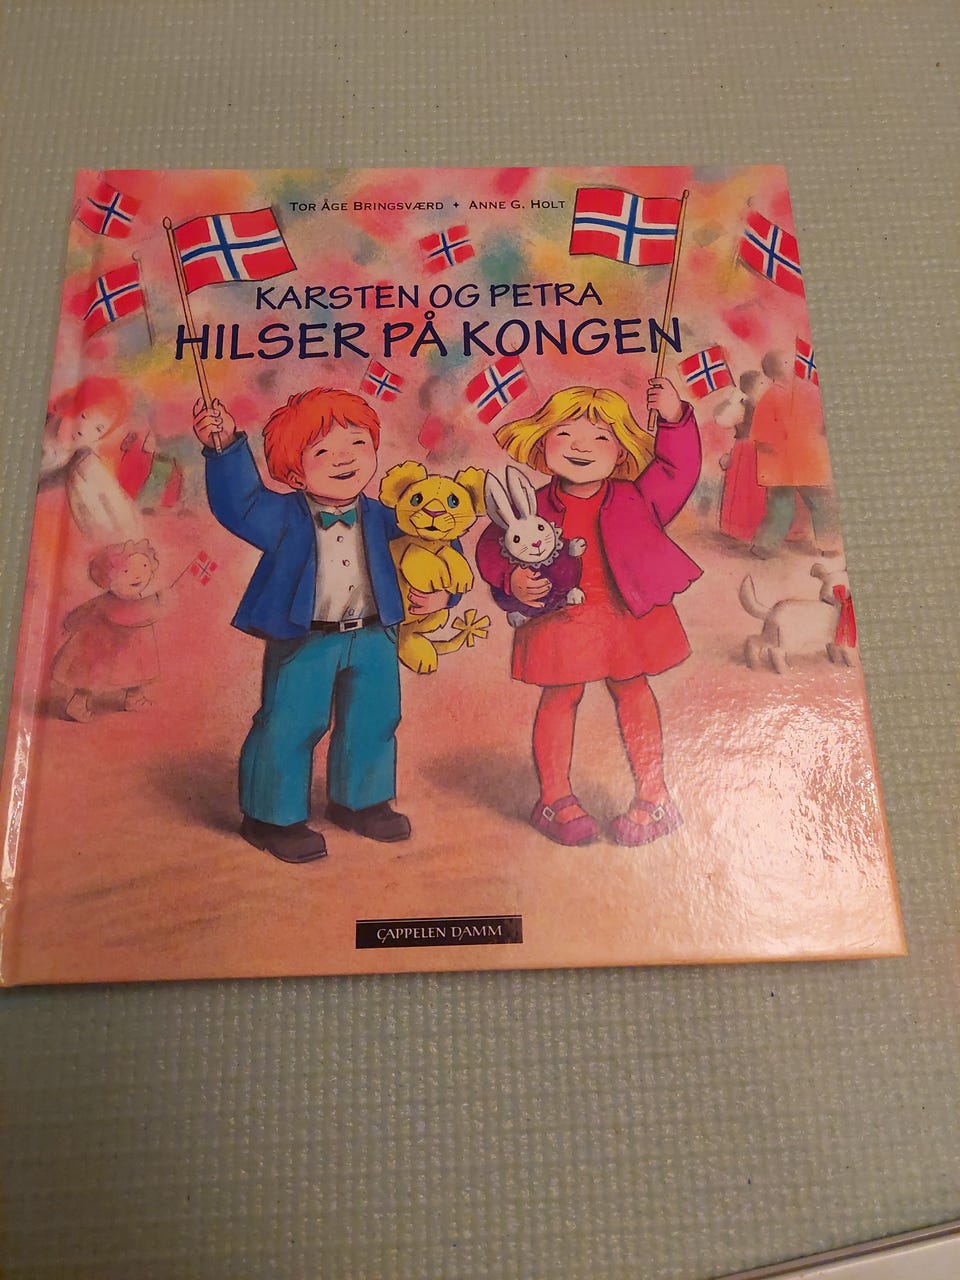 TOR ÅGE BRINGSVÆRD • ANNE G. HOLT
KARSTEN OG PETRA
HILSER PÅ KONGEN
CAPPELEN DAMM